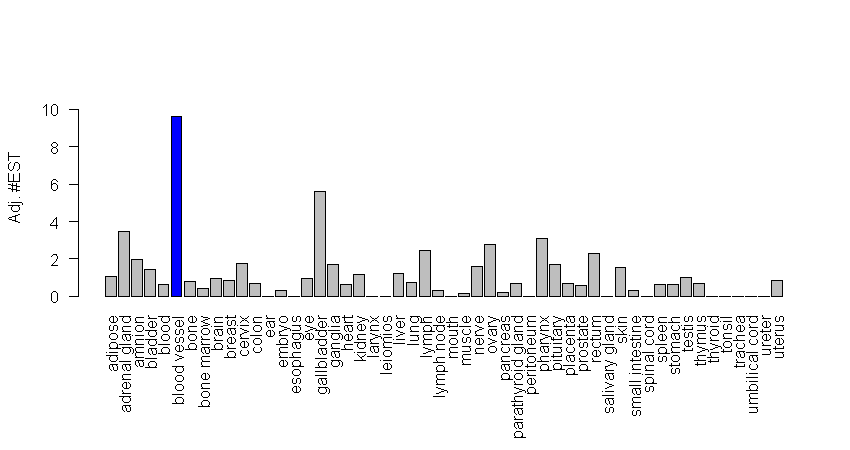 Adj. #EST
10
8
6
4
2
0
adipose
adrenal gland
amnion
bladder
blood
blood vessel
bone
bone marrow
brain
breast
cervix
colon
ear
embryo
esophagus
eye
gallbladder
ganglia
heart
kidney
larynx
leiomios
liver
lung
lymph
lymph node
mouth
muscle
nerve
ovary
pancreas
parathyroid gland
peritoneum
pharynx
pituitary
placenta
prostate
rectum
salivary gland
skin
small intestine
spinal cord
spleen
stomach
testis
thymus
thyroid
tonsil
trachea
umbilical cord
ureter
uterus